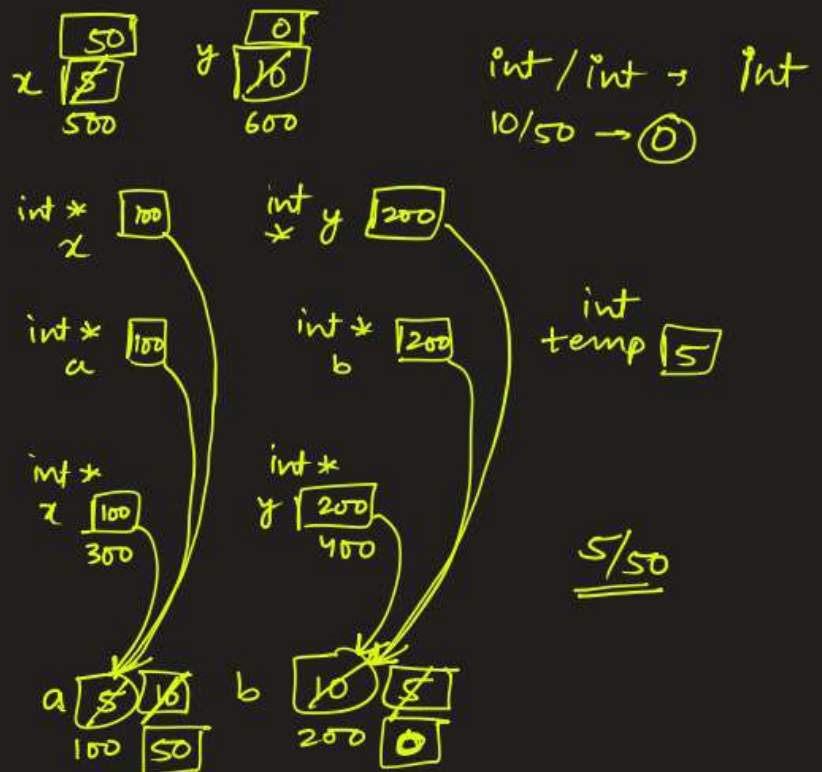 50 0
x 5 y 10 int / int → int
500 600 10/50 → 0
int * 100 int 200
x * y
int * 100 int * 200 int
a b temp 5
int * int *
x 100 y 200
300 400 5/50
a 5 10 b 10 5
100 50 200 0